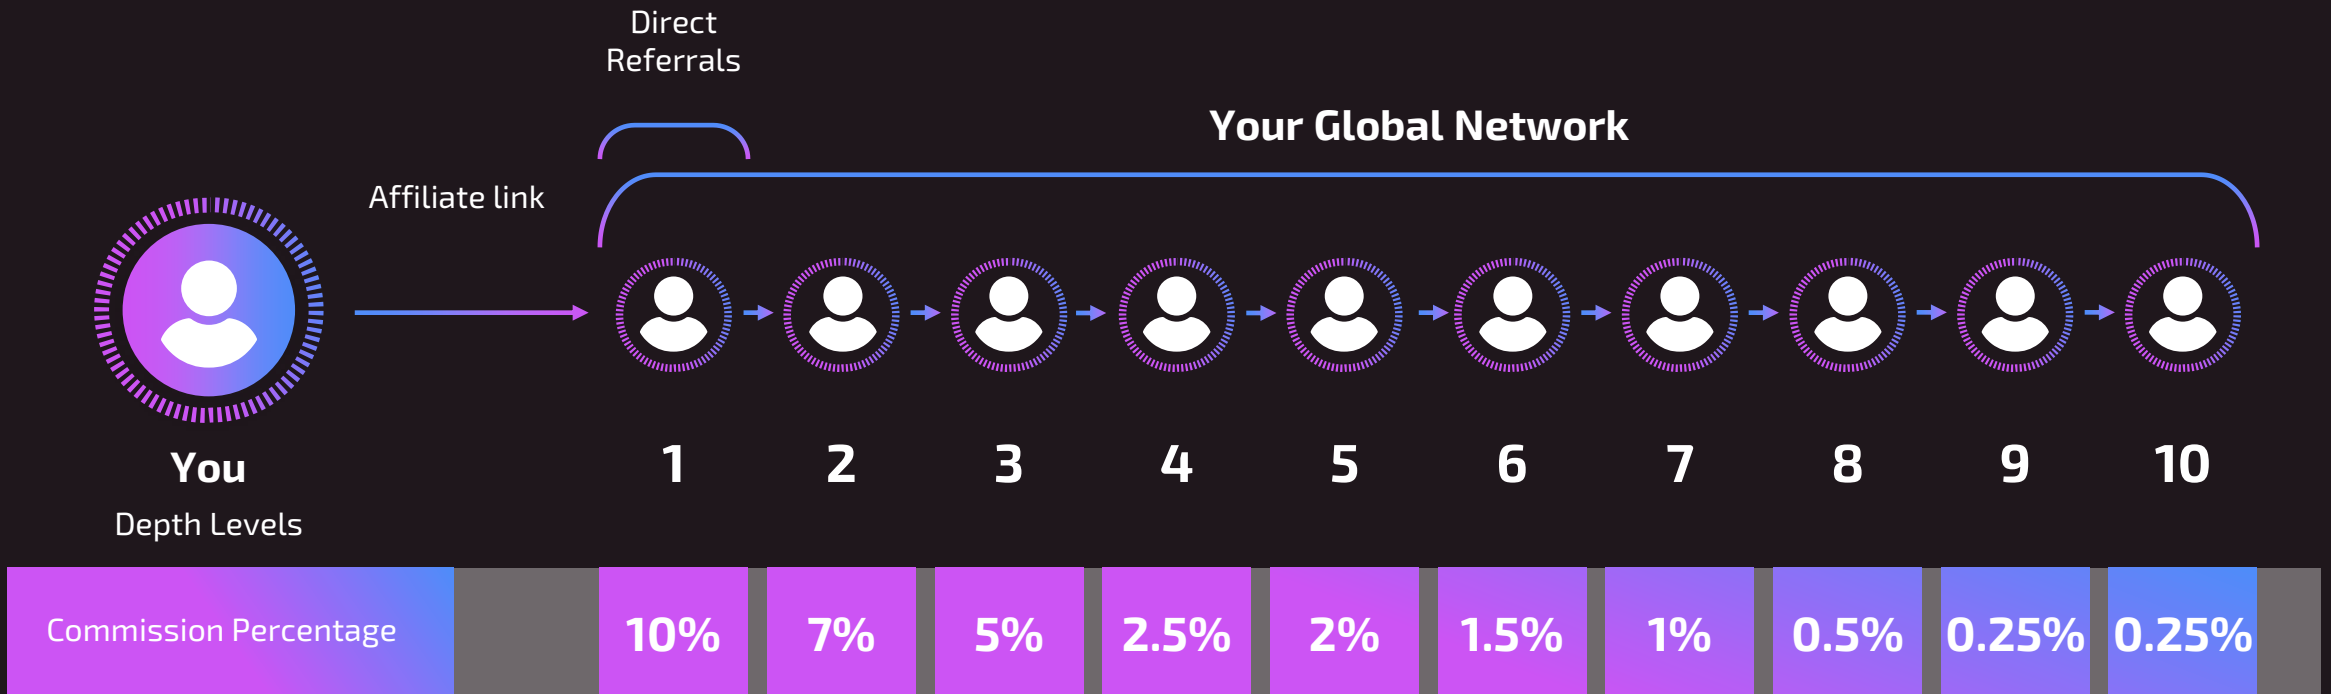 Direct
Referrals
Your Global Network
Affiliate link
You
1 2 3 4 5 6 7 8 9 10
Depth Levels
Commission Percentage 10% 7% 5% 2.5% 2% 1.5% 1% 0.5% 0.25% 0.25%